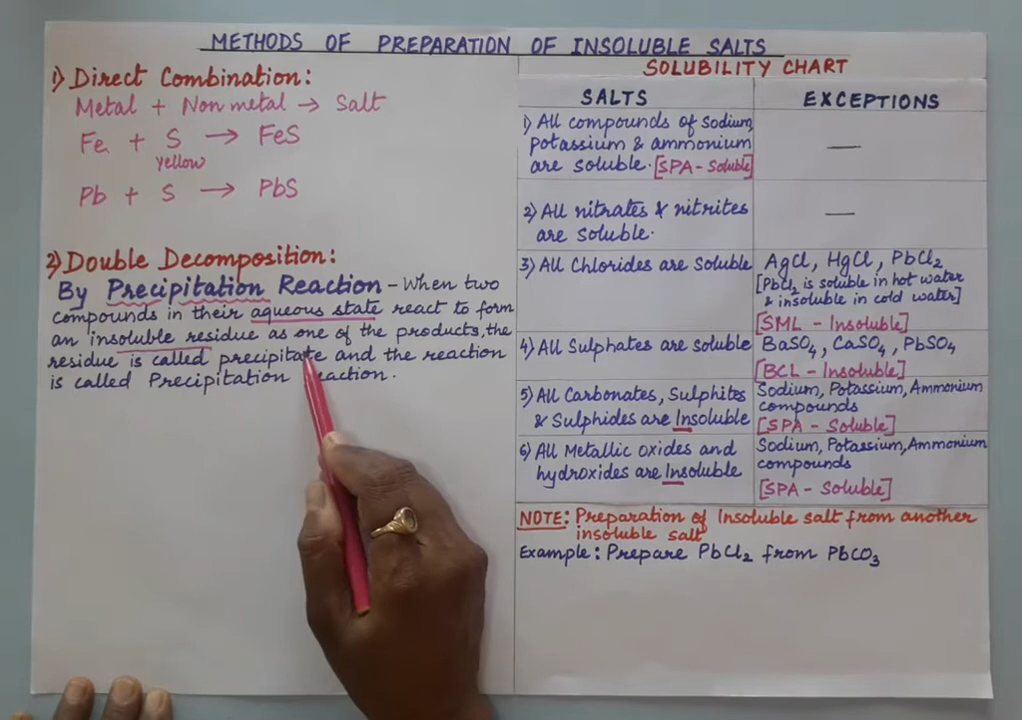 METHODS OF PREPARATION OF INSOLUBLE SALTS
1) Direct Combination:
Metal + Non metal → Salt
Fe + S → FeS
Yellow
Pb + S → PbS
2) Double Decomposition:
By Precipitation Reaction - When two
compounds in their aqueous state react to form
an insoluble residue as one of the products, the
residue is called precipitate and the reaction
is called Precipitation reaction.
SOLUBILITY CHART
SALTS
EXCEPTIONS
1) All compounds of Sodium,
potassium & ammonium
are soluble. [SPA - Soluble]
—
2) All nitrates & nitrites
are soluble.
—
3) All Chlorides are Soluble
AgCl, HgCl, PbCl2
[PbCl2 is soluble in hot water
& insoluble in cold water]
[SML - Insoluble]
4) All Sulphates are Soluble
BaSO4, CaSO4, PbSO4
[BCL - Insoluble]
5) All Carbonates, Sulphites
& Sulphides are Insoluble
Sodium, Potassium, Ammonium
compounds
[SPA - Soluble]
6) All Metallic oxides and
hydroxides are Insoluble
Sodium, Potassium, Ammonium
compounds
[SPA - Soluble]
NOTE: Preparation of Insoluble salt from another
insoluble salt
Example: Prepare PbCl2 from PbCO3